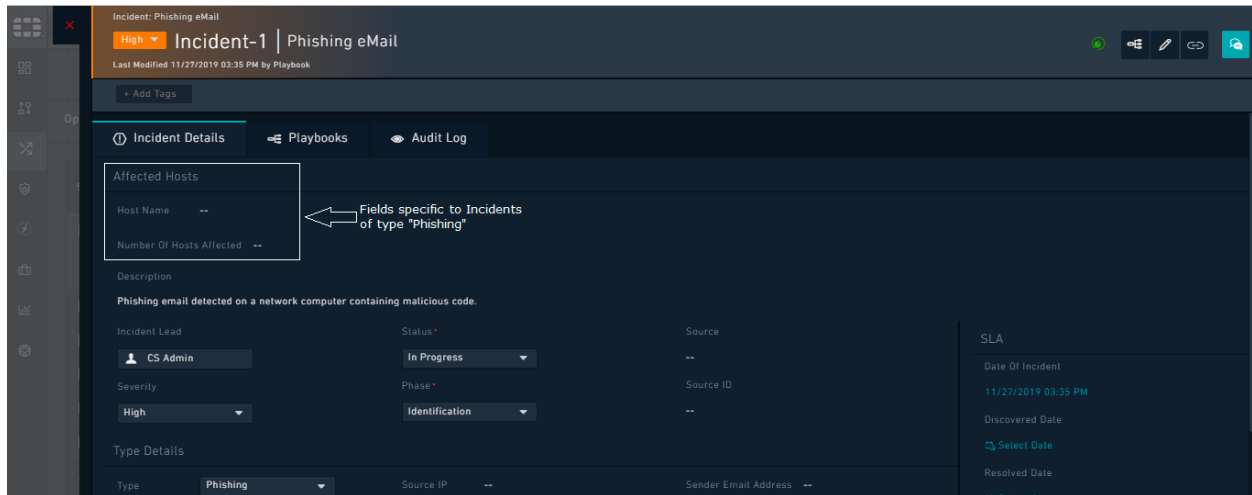 Incident: Phishing eMail
High Incident-1 | Phishing eMail
Last Modified 11/27/2019 03:35 PM by Playbook
+ Add Tags
Op
Incident Details Playbooks Audit Log
Affected Hosts
Host Name --
Fields specific to Incidents
of type "Phishing"
Number Of Hosts Affected --
Description
Phishing email detected on a network computer containing malicious code.
Incident Lead Status* Source
SLA
CS Admin In Progress --
Date Of Incident
Severity Phase* Source ID
11/27/2019 03:35 PM
High Identification --
Discovered Date
Select Date
Type Details
Resolved Date
Type Phishing Source IP -- Sender Email Address --